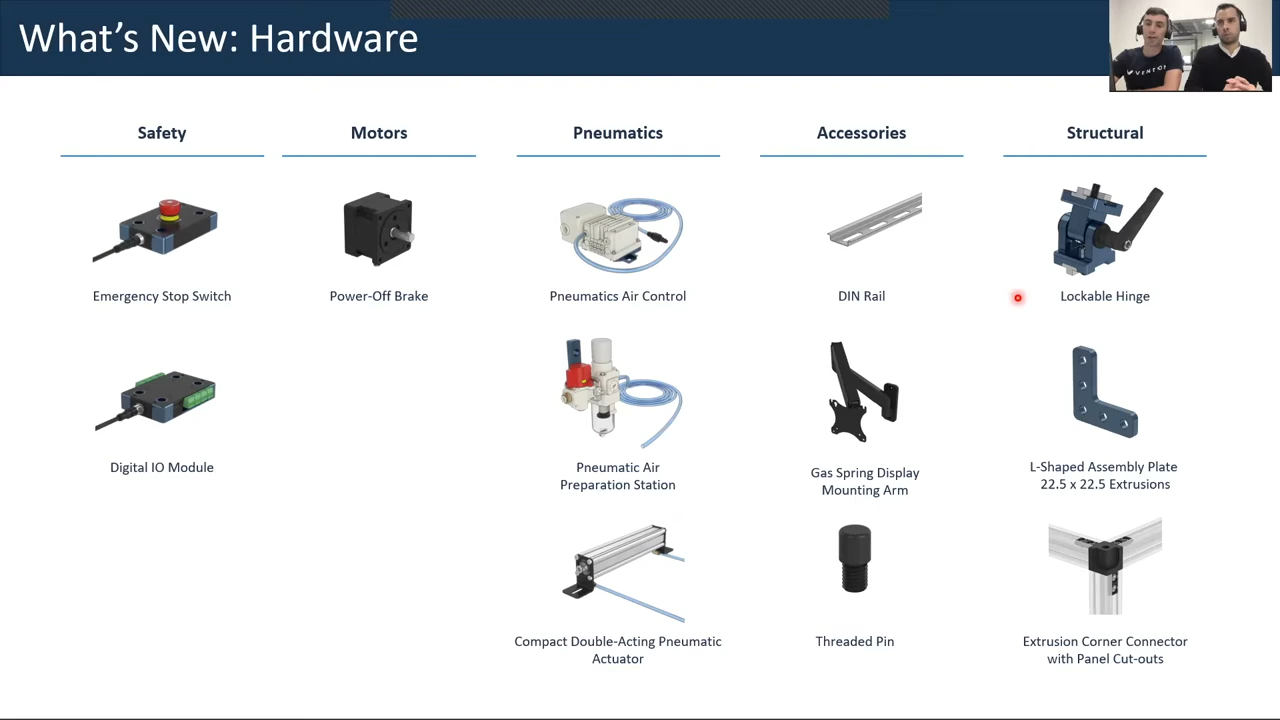 What's New: Hardware
Safety
Motors
Pneumatics
Accessories
Structural
Emergency Stop Switch
Power-Off Brake
Pneumatics Air Control
DIN Rail
Lockable Hinge
Digital IO Module
Pneumatic Air
Preparation Station
Gas Spring Display
Mounting Arm
L-Shaped Assembly Plate
22.5 x 22.5 Extrusions
Compact Double-Acting Pneumatic
Actuator
Threaded Pin
Extrusion Corner Connector
with Panel Cut-outs